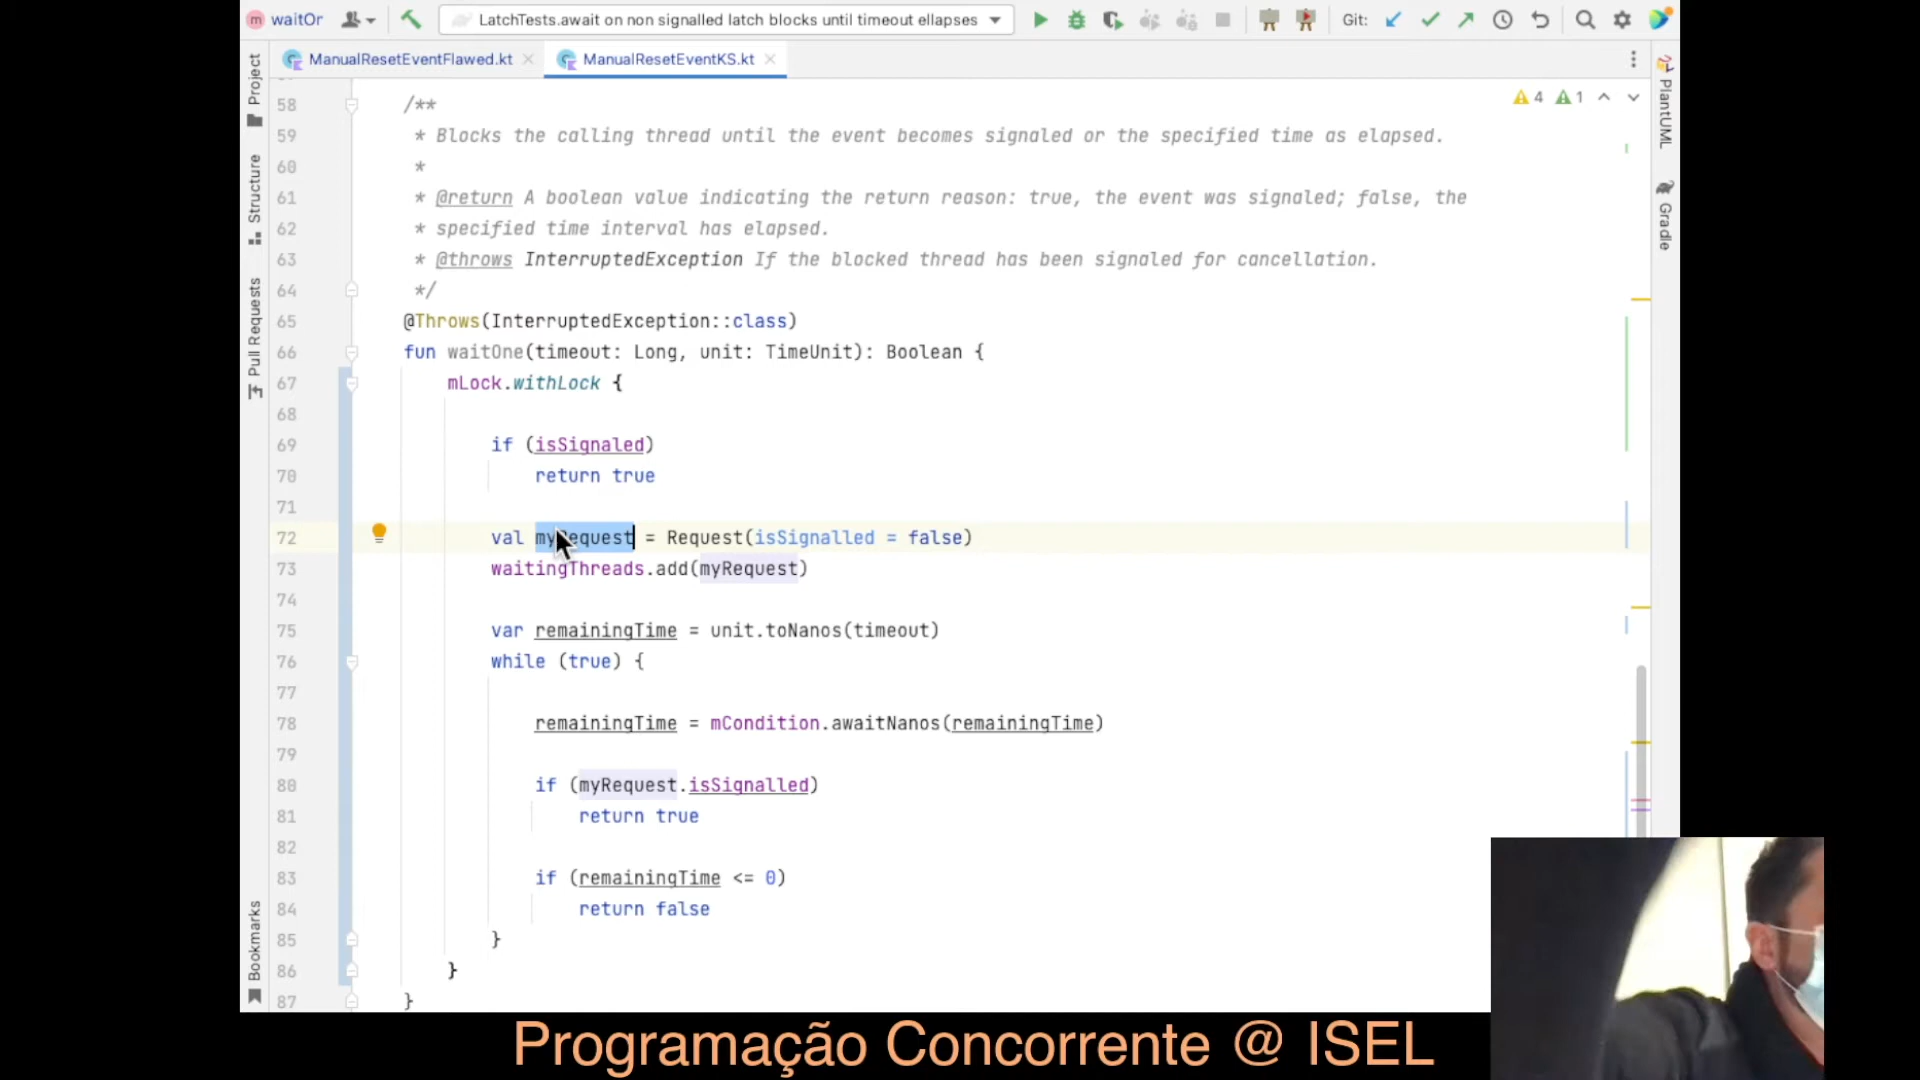 waitOr
LatchTests.await on non signalled latch blocks until timeout ellapses
Git:
ManualResetEventFlawed.kt
ManualResetEventKS.kt
Project
Structure
Pull Requests
Bookmarks
PlantUML
Gradle
4 1
58 /**
59 * Blocks the calling thread until the event becomes signaled or the specified time as elapsed.
60 *
61 * @return A boolean value indicating the return reason: true, the event was signaled; false, the
62 * specified time interval has elapsed.
63 * @throws InterruptedException If the blocked thread has been signaled for cancellation.
64 */
65 @Throws(InterruptedException::class)
66 fun waitOne(timeout: Long, unit: TimeUnit): Boolean {
67 mLock.withLock {
68
69 if (isSignaled)
70 return true
71
72 val myRequest = Request(isSignalled = false)
73 waitingThreads.add(myRequest)
74
75 var remainingTime = unit.toNanos(timeout)
76 while (true) {
77
78 remainingTime = mCondition.awaitNanos(remainingTime)
79
80 if (myRequest.isSignalled)
81 return true
82
83 if (remainingTime <= 0)
84 return false
85 }
86 }
87 }
Programação Concorrente @ ISEL